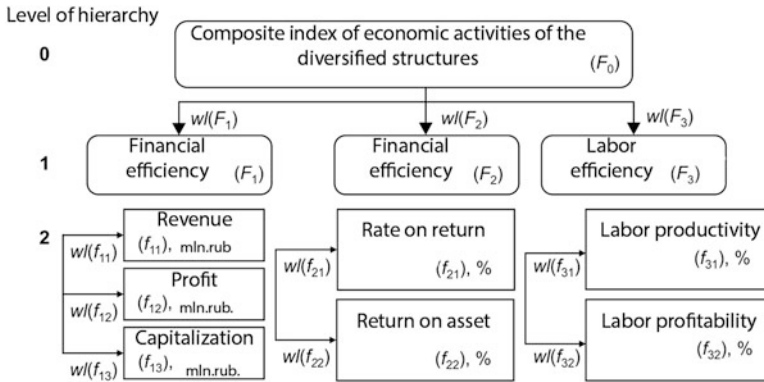 Level of hierarchy
0
Composite index of economic activities of the
diversified structures
(F₀)
wl(F₁)
wl(F₂)
wl(F₃)
1
Financial
efficiency (F₁)
Financial
efficiency (F₂)
Labor
efficiency (F₃)
2
Revenue
(f₁₁), mln.rub
wl(f₁₁)
Profit
(f₁₂), mln.rub.
wl(f₁₂)
Capitalization
(f₁₃), mln.rub.
wl(f₁₃)
Rate on return
(f₂₁), %
wl(f₂₁)
Return on asset
(f₂₂), %
wl(f₂₂)
Labor productivity
(f₃₁), %
wl(f₃₁)
Labor profitability
(f₃₂), %
wl(f₃₂)